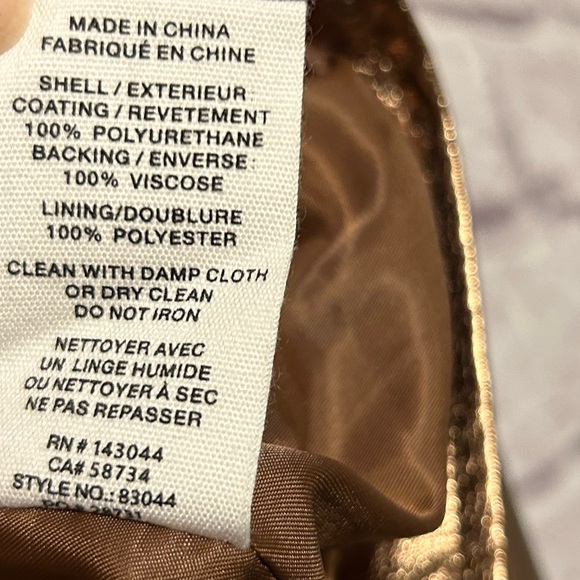 MADE IN CHINA
FABRIQUÉ EN CHINE
SHELL / EXTERIEUR:
COATING / REVETEMENT
100% POLYURETHANE
BACKING / ENVERSE:
100% VISCOSE
LINING/DOUBLURE
100% POLYESTER
CLEAN WITH DAMP CLOTH
OR DRY CLEAN
DO NOT IRON
NETTOYER AVEC
UN LINGE HUMIDE
OU NETTOYER À SEC
NE PAS REPASSER
RN # 143044
CA# 58734
STYLE NO.: 83044